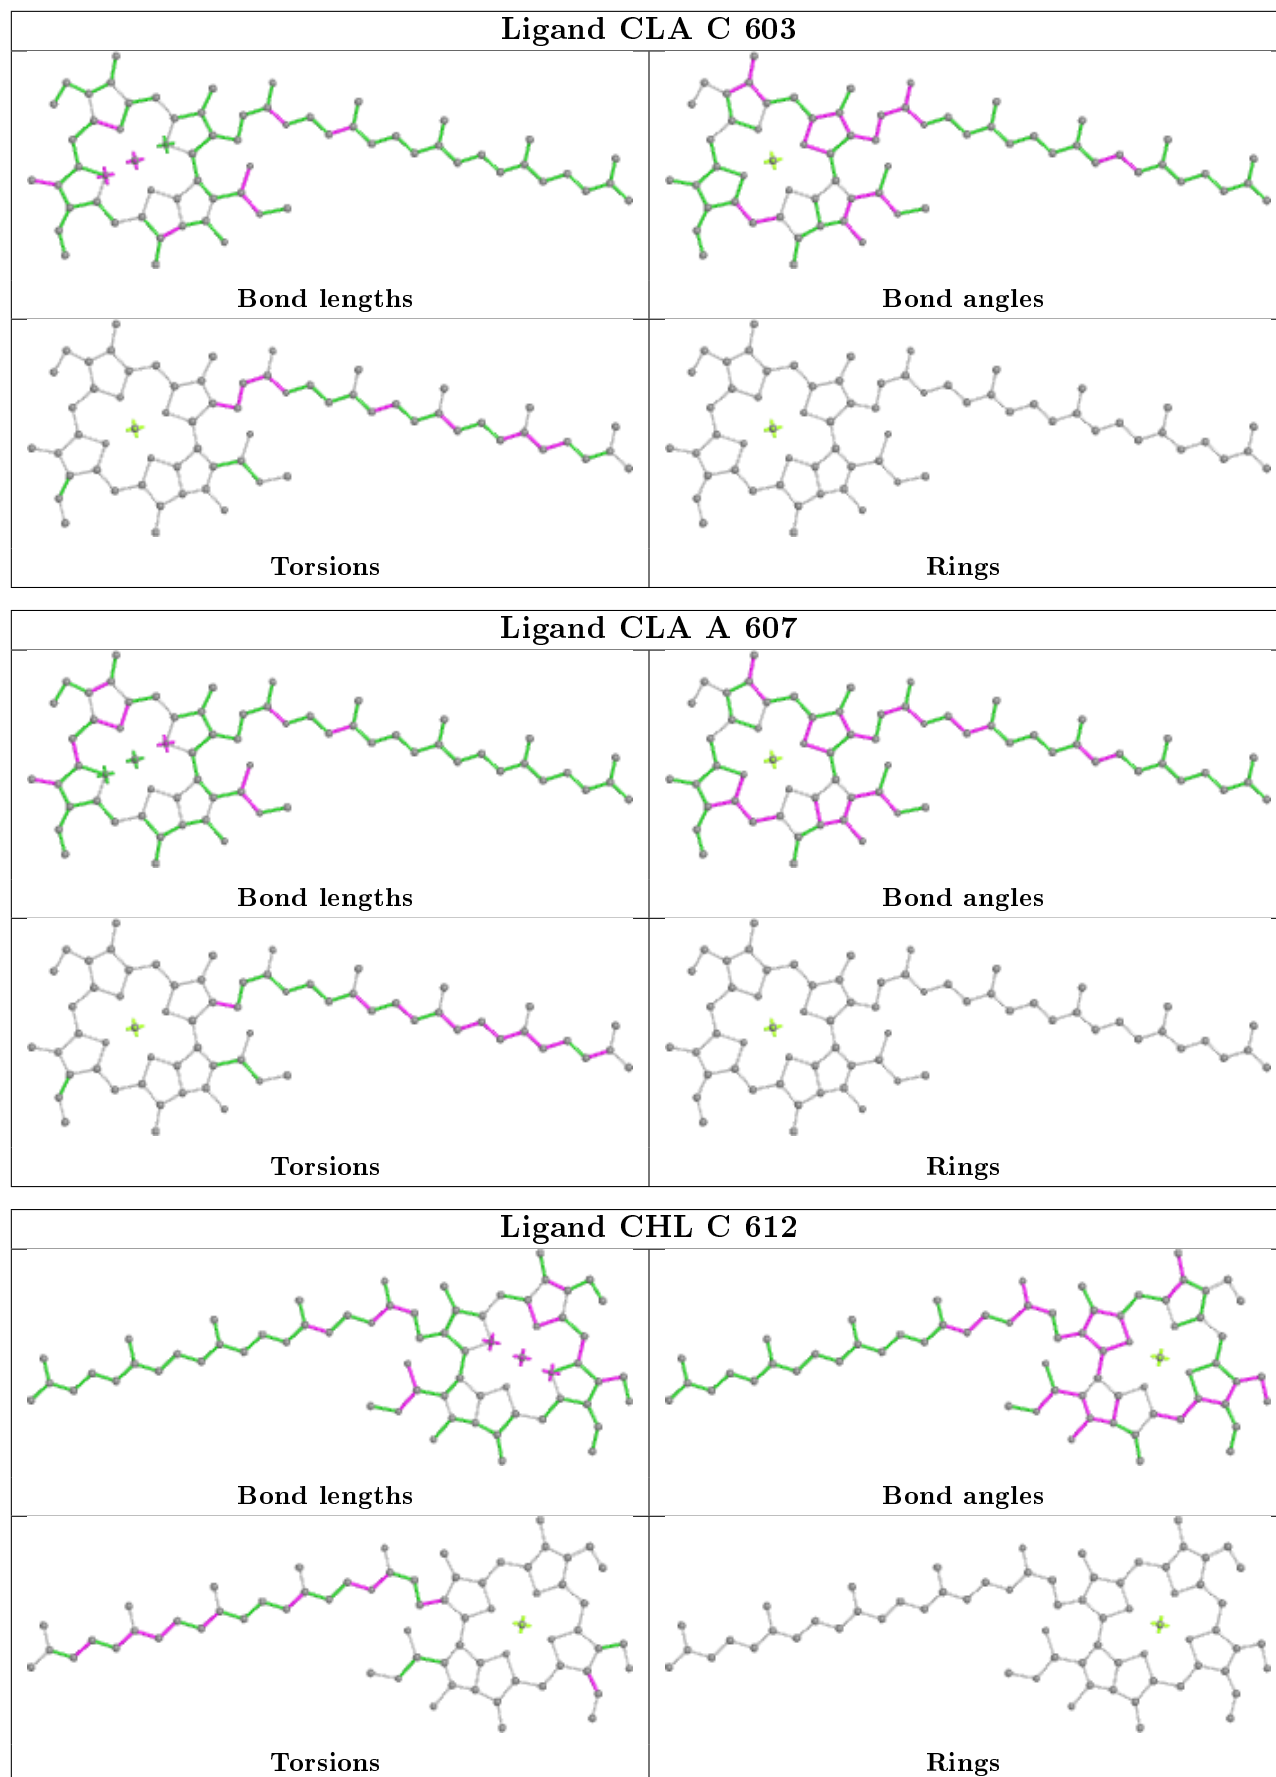 Ligand CLA C 603
Bond lengths
Bond angles
Torsions
Rings
Ligand CLA A 607
Bond lengths
Bond angles
Torsions
Rings
Ligand CHL C 612
Bond lengths
Bond angles
Torsions
Rings